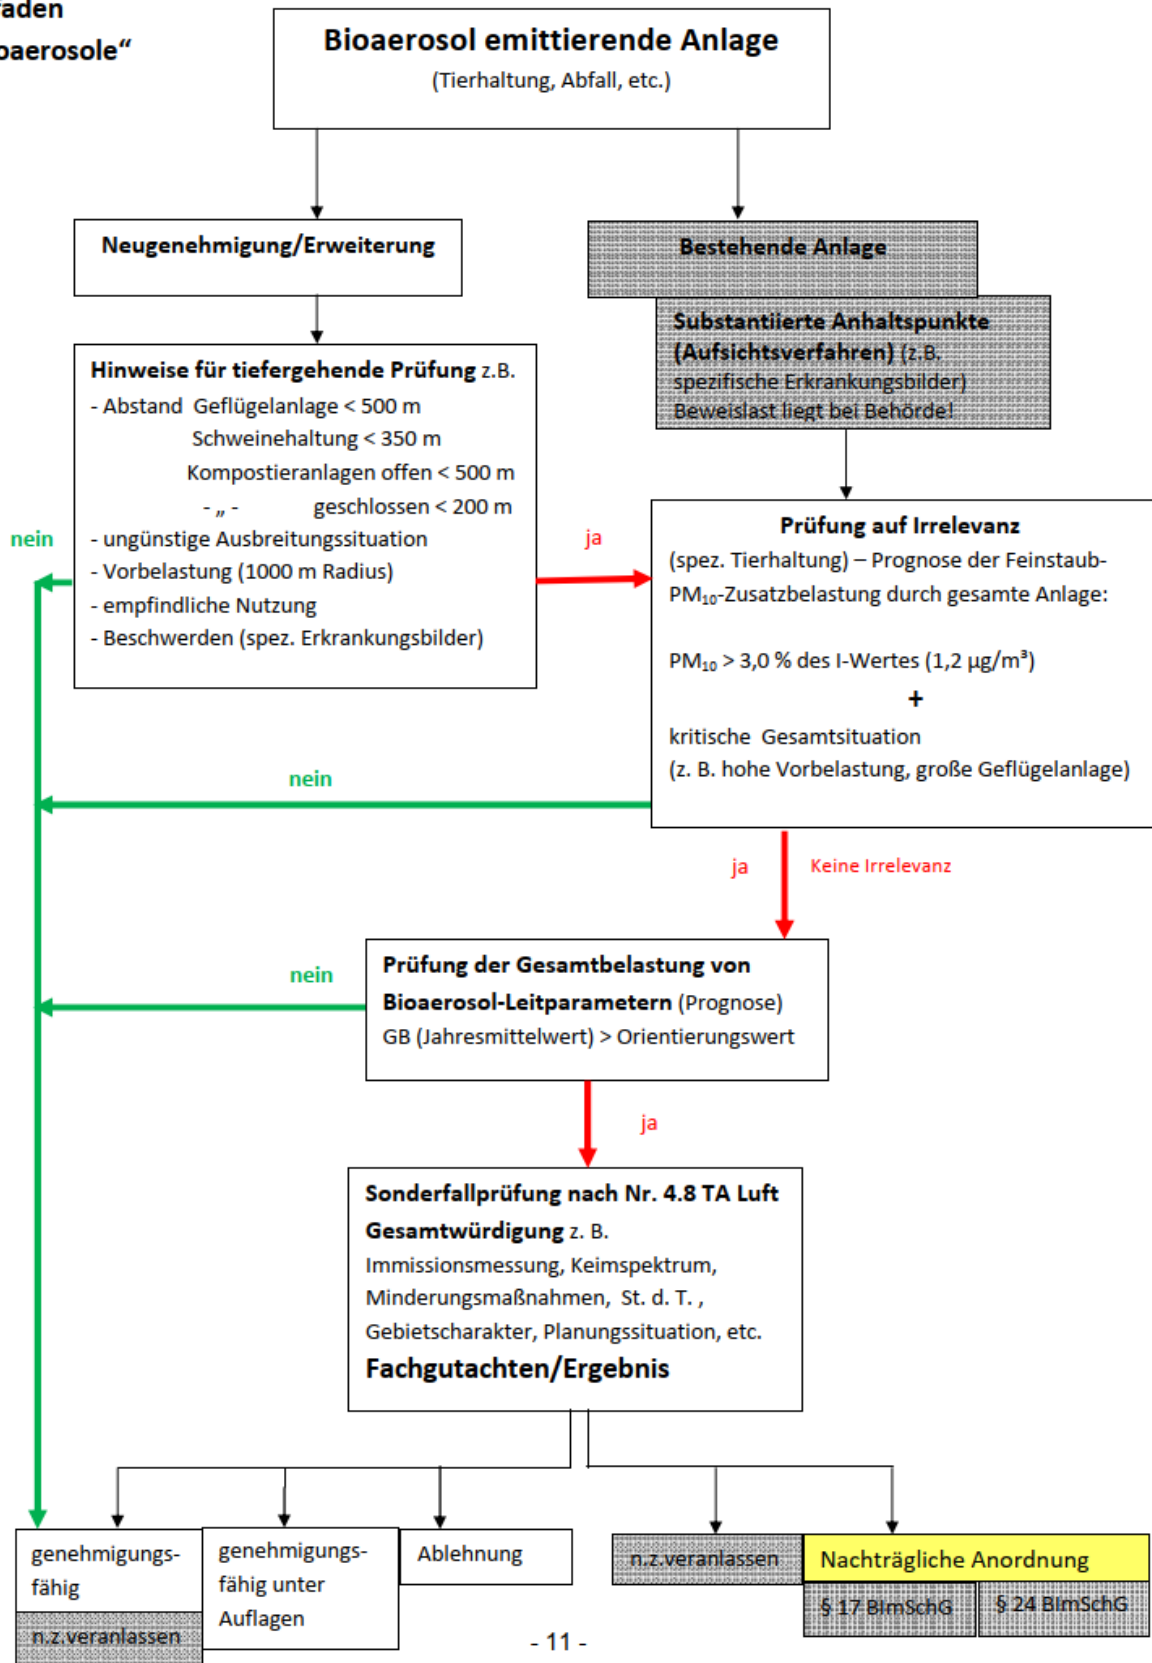 raden
oaerosole“
Bioaerosol emittierende Anlage
(Tierhaltung, Abfall, etc.)
Neugenehmigung/Erweiterung
Bestehende Anlage
Substantiierte Anhaltspunkte
(Aufsichtsverfahren) (z.B.
spezifische Erkrankungsbilder)
Beweislast liegt bei Behörde!
Hinweise für tiefergehende Prüfung z.B.
- Abstand Geflügelanlage < 500 m
Schweinehaltung < 350 m
Kompostieranlagen offen < 500 m
- „ - geschlossen < 200 m
- ungünstige Ausbreitungssituation
- Vorbelastung (1000 m Radius)
- empfindliche Nutzung
- Beschwerden (spez. Erkrankungsbilder)
nein
ja
Prüfung auf Irrelevanz
(spez. Tierhaltung) – Prognose der Feinstaub-
PM₁₀-Zusatzbelastung durch gesamte Anlage:
PM₁₀ > 3,0 % des I-Wertes (1,2 µg/m³)
+
kritische Gesamtsituation
(z. B. hohe Vorbelastung, große Geflügelanlage)
nein
ja
Keine Irrelevanz
Prüfung der Gesamtbelastung von
Bioaerosol-Leitparametern (Prognose)
GB (Jahresmittelwert) > Orientierungswert
nein
ja
Sonderfallprüfung nach Nr. 4.8 TA Luft
Gesamtwürdigung z. B.
Immissionsmessung, Keimspektrum,
Minderungsmaßnahmen, St. d. T. ,
Gebietscharakter, Planungssituation, etc.
Fachgutachten/Ergebnis
genehmigungs-
fähig
n.z.veranlassen
genehmigungs-
fähig unter
Auflagen
Ablehnung
n.z.veranlassen
Nachträgliche Anordnung
§ 17 BImSchG
§ 24 BImSchG
- 11 -